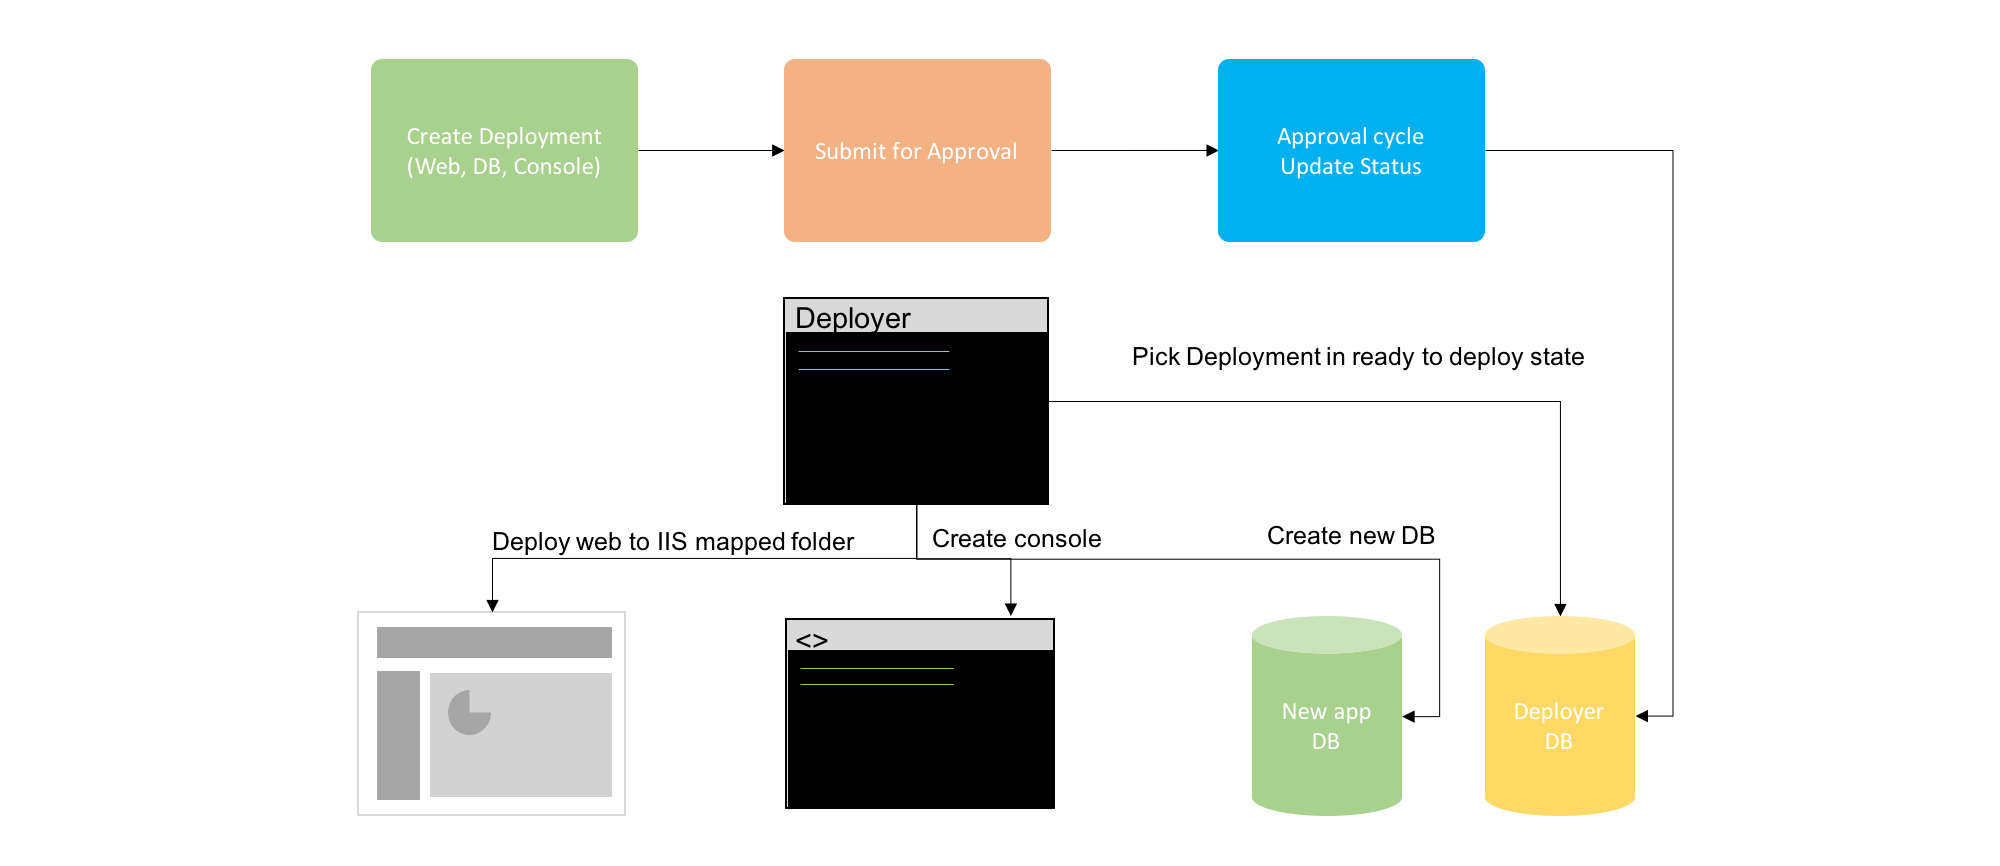 Create Deployment
(Web, DB, Console)
Submit for Approval
Approval cycle
Update Status
Deployer
Pick Deployment in ready to deploy state
Deploy web to IIS mapped folder
Create console
Create new DB
<>
New app
DB
Deployer
DB